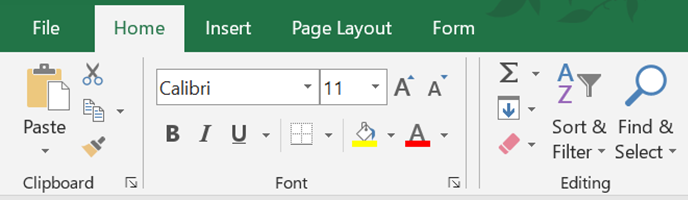 File Home Insert Page Layout Form
Calibri 11 A A Σ A Z
Paste B I U A Sort & Filter Find & Select
Clipboard Font Editing